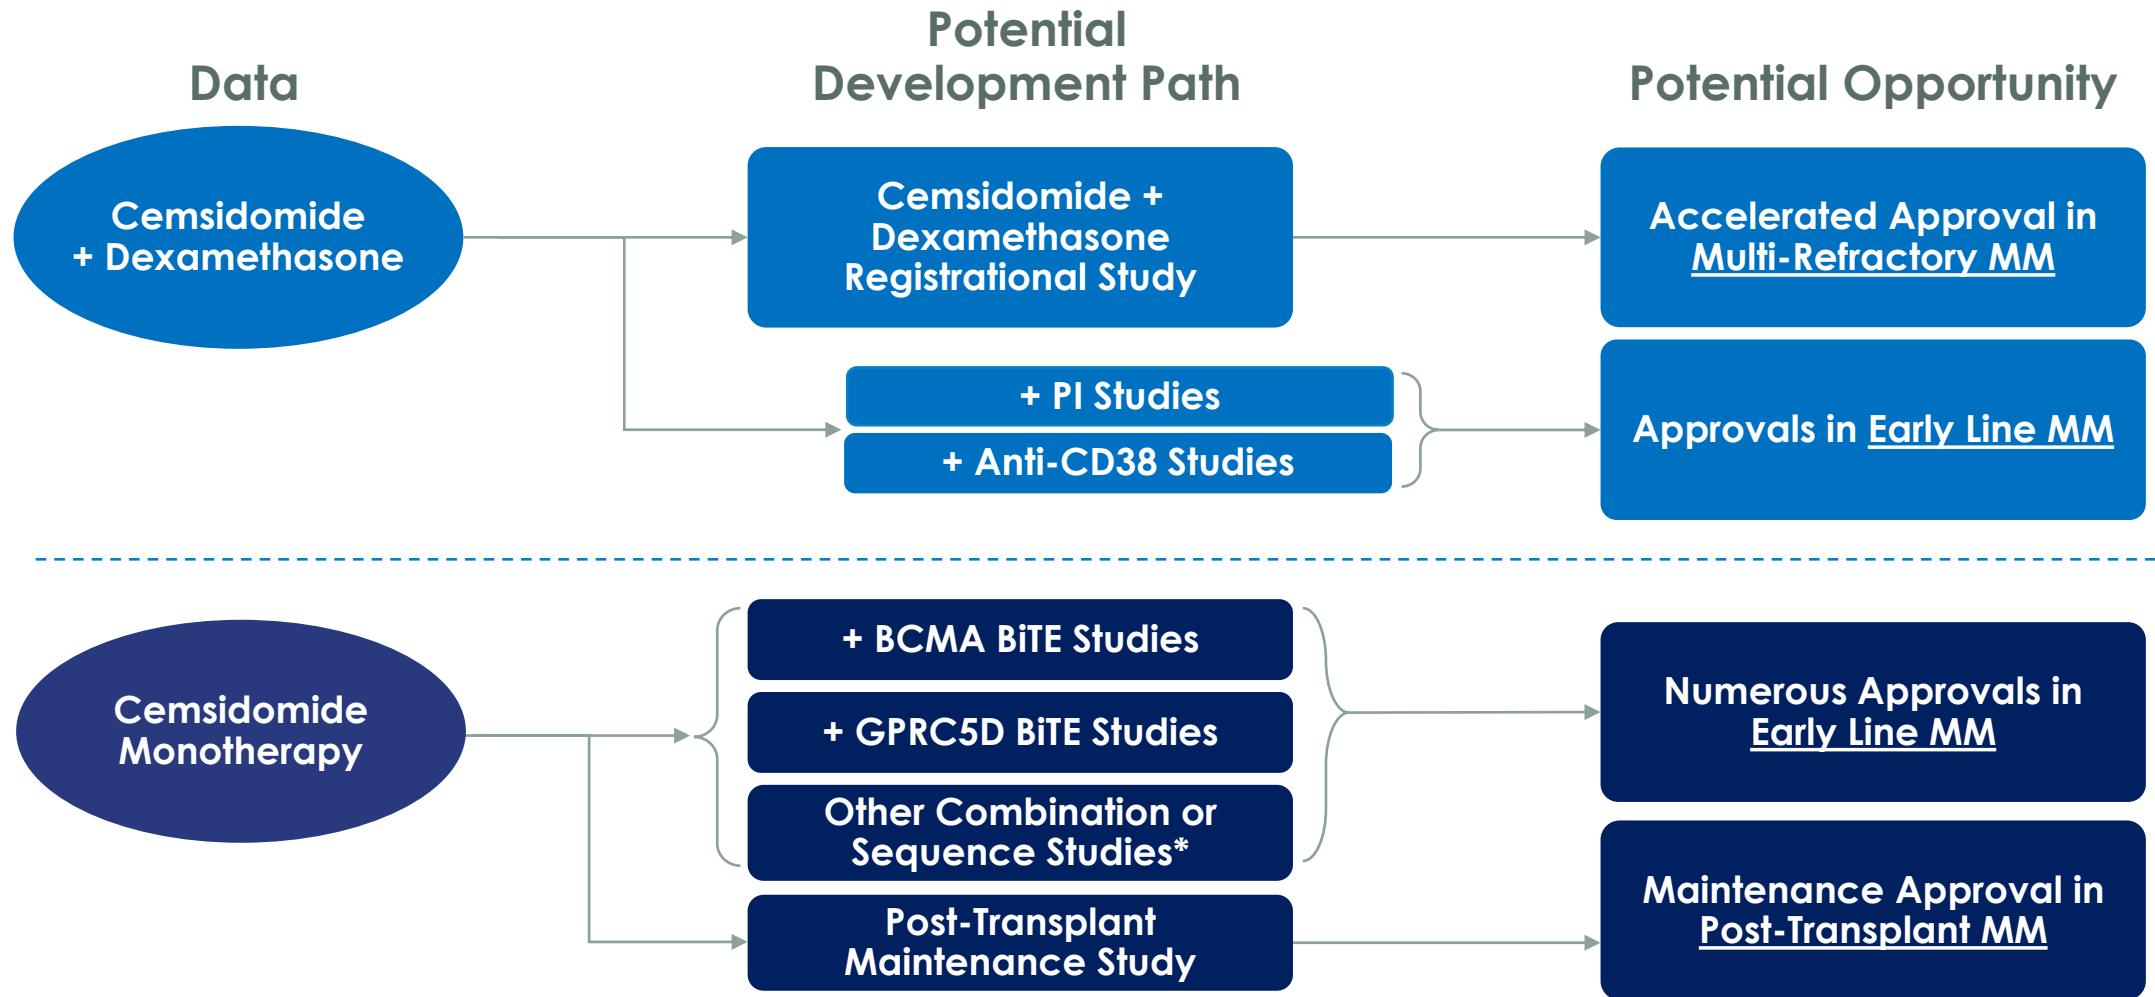 Data
Potential
Development Path
Potential Opportunity
Cemsidomide
+ Dexamethasone
Cemsidomide +
Dexamethasone
Registrational Study
Accelerated Approval in
Multi-Refractory MM
+ PI Studies
+ Anti-CD38 Studies
Approvals in Early Line MM
Cemsidomide
Monotherapy
+ BCMA BiTE Studies
+ GPRC5D BiTE Studies
Other Combination or
Sequence Studies*
Post-Transplant
Maintenance Study
Numerous Approvals in
Early Line MM
Maintenance Approval in
Post-Transplant MM